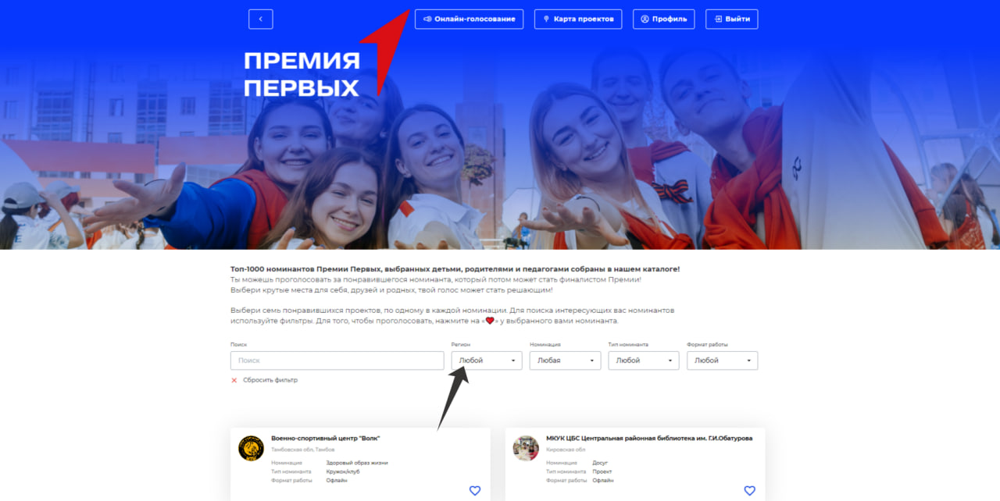 Онлайн-голосование
Карта проектов
Профиль
Выйти
ПРЕМИЯ
ПЕРВЫХ
Топ-1000 номинантов Премии Первых, выбранных детьми, родителями и педагогами собраны в нашем каталоге!
Ты можешь проголосовать за понравившегося номинанта, который потом может стать финалистом Премии!
Выбери крутые места для себя, друзей и родных, твой голос может стать решающим!
Выбери семь понравившихся проектов, по одному в каждой номинации. Для поиска интересующих вас номинантов
используйте фильтры. Для того, чтобы проголосовать, нажмите на «❤» у выбранного вами номинанта.
Поиск
Регион
Номинация
Тип номинанта
Формат работы
Поиск
Любой
Любая
Любой
Любой
Сбросить фильтр
Военно-спортивный центр "Волк"
Тамбовская обл, Тамбов
Номинация Здоровый образ жизни
Тип номинанта Кружок/клуб
Формат работы Офлайн
МКУК ЦБС Центральная районная библиотека им. Г.И.Обатурова
Кировская обл
Номинация Досуг
Тип номинанта Проект
Формат работы Офлайн